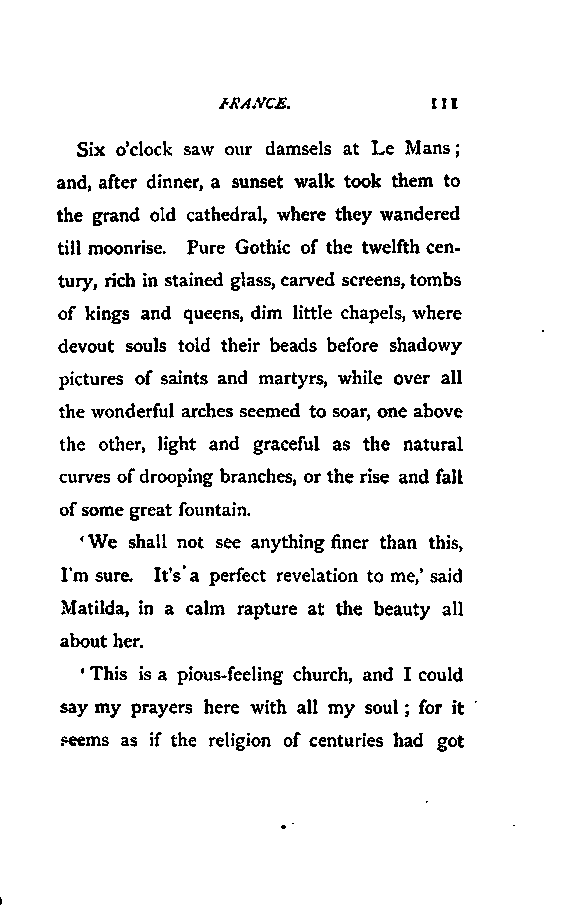 FRANCE. 111
Six o'clock saw our damsels at Le Mans;
and, after dinner, a sunset walk took them to
the grand old cathedral, where they wandered
till moonrise. Pure Gothic of the twelfth cen-
tury, rich in stained glass, carved screens, tombs
of kings and queens, dim little chapels, where
devout souls told their beads before shadowy
pictures of saints and martyrs, while over all
the wonderful arches seemed to soar, one above
the other, light and graceful as the natural
curves of drooping branches, or the rise and fall
of some great fountain.
'We shall not see anything finer than this,
I'm sure. It's a perfect revelation to me,' said
Matilda, in a calm rapture at the beauty all
about her.
'This is a pious-feeling church, and I could
say my prayers here with all my soul; for it
seems as if the religion of centuries had got